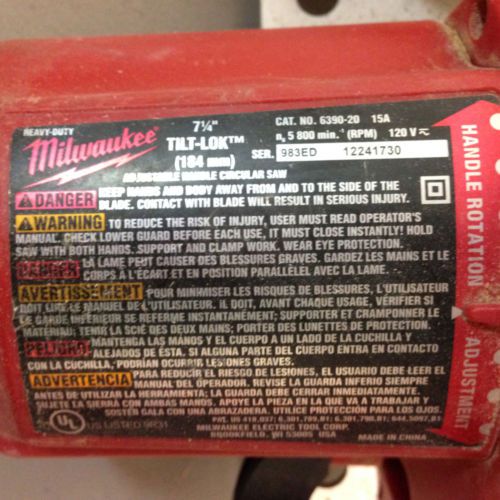 HEAVY-DUTY
Milwaukee
7¼"
TILT-LOK™
(184 mm)
ADJUSTABLE HANDLE CIRCULAR SAW
CAT. NO. 6390-20 15A
n₀ 5 800 min.⁻¹ (RPM) 120 V
SER. 983ED 12241730
DANGER KEEP HANDS AND BODY AWAY FROM AND TO THE SIDE OF THE
BLADE. CONTACT WITH BLADE WILL RESULT IN SERIOUS INJURY.
WARNING TO REDUCE THE RISK OF INJURY, USER MUST READ OPERATOR'S
MANUAL. CHECK LOWER GUARD BEFORE EACH USE, IT MUST CLOSE INSTANTLY! HOLD
SAW WITH BOTH HANDS. SUPPORT AND CLAMP WORK. WEAR EYE PROTECTION.
DANGER LA LAME PEUT CAUSER DES BLESSURES GRAVES. GARDEZ LES MAINS ET LE
CORPS À L'ÉCART ET EN POSITION PARALLÈLE AVEC LA LAME.
AVERTISSEMENT POUR MINIMISER LES RISQUES DE BLESSURES, L'UTILISATEUR
DOIT LIRE LE MANUEL DE L'UTILISATEUR. IL DOIT, AVANT CHAQUE USAGE, VÉRIFIER SI
LE GARDE INFÉRIEUR SE REFERME INSTANTANÉMENT; SUPPORTER ET CRAMPONNER LE
MATÉRIAU; TENIR LA SCIE DES DEUX MAINS; PORTER DES LUNETTES DE PROTECTION.
PELIGRO MANTENGA LAS MANOS Y EL CUERPO A UN LADO DE LA CUCHILLA Y
ALEJADOS DE ÉSTA, SI ALGUNA PARTE DEL CUERPO ENTRA EN CONTACTO
CON LA CUCHILLA, PODRÍAN OCURRIR LESIONES GRAVES.
ADVERTENCIA PARA REDUCIR EL RIESGO DE LESIONES, EL USUARIO DEBE LEER EL
MANUAL DEL OPERADOR. REVISE LA GUARDA INFERIO SIEMPRE
ANTES DE UTILIZAR LA HERRAMIENTA; LA GUARDA DEBE CERRAR INMEDIATAMENTE.
SUJETE LA SIERRA CON AMBAS MANOS. APOYE LA PIEZA EN LA QUE VA A TRABAJAR Y
SOSTÉN GALA CON UNA ABRAZADERA. UTILICE PROTECCIÓN PARA LOS OJOS.
UL US LISTED
MILWAUKEE ELECTRIC TOOL CORP.
BROOKFIELD, WI 53005 USA
MADE IN CHINA
HANDLE ROTATION
ADJUSTMENT